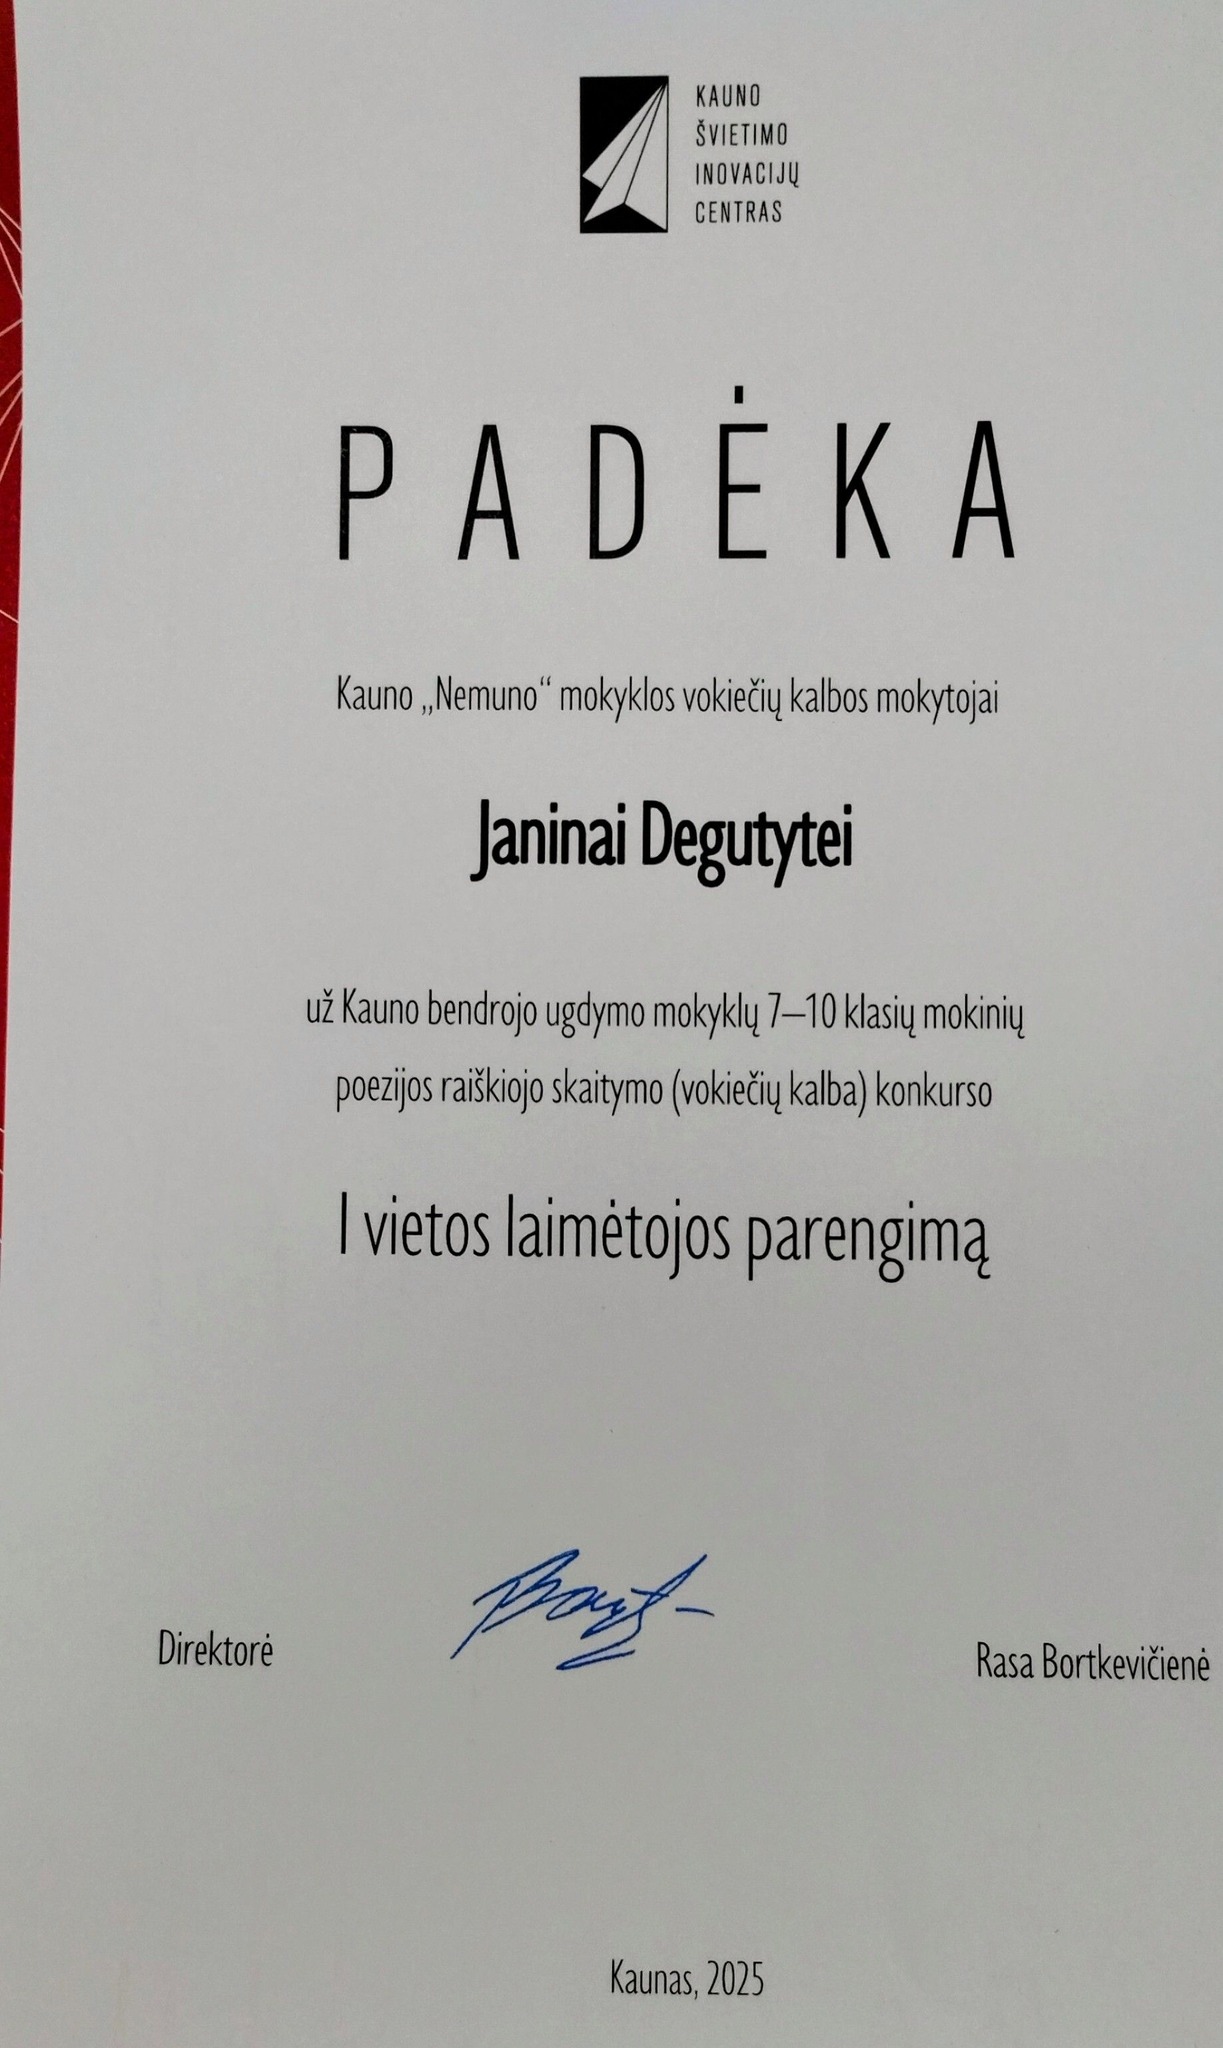 KAUNO
ŠVIETIMO
INOVACIJŲ
CENTRAS
PADĖKA
Kauno „Nemuno“ mokyklos vokiečių kalbos mokytojai
Janinai Degutytei
už Kauno bendrojo ugdymo mokyklų 7–10 klasių mokinių
poezijos raiškiojo skaitymo (vokiečių kalba) konkurso
I vietos laimėtojos parengimą
Direktorė
Rasa Bortkevičienė
Kaunas, 2025